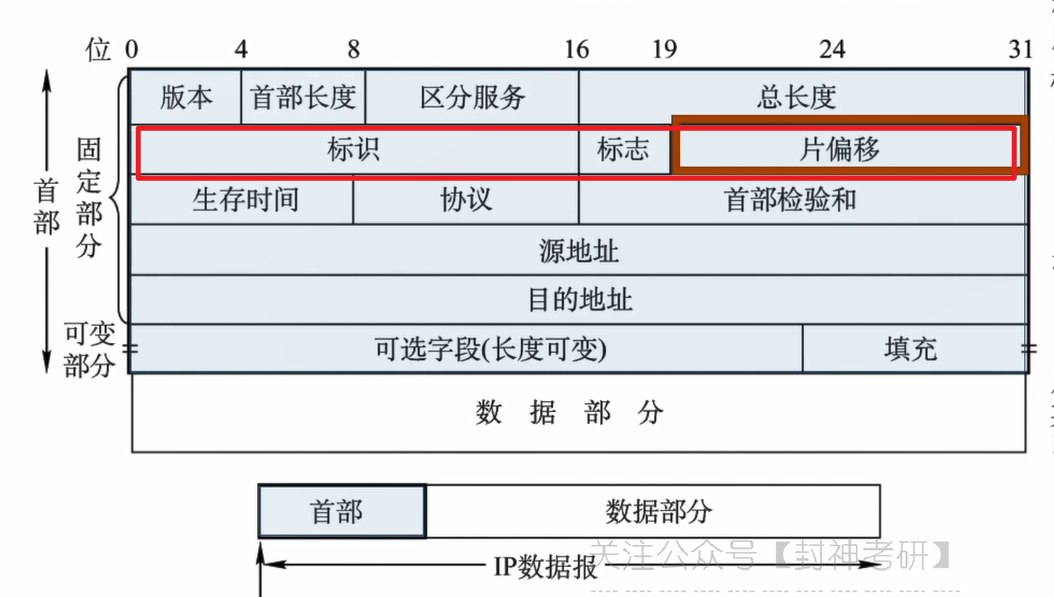 位 0 4 8 16 19 24 31
版本 首部长度 区分服务 总长度
标识 标志 片偏移
生存时间 协议 首部检验和
源地址
目的地址
可选字段(长度可变) 填充
数据部分
首部
固定部分
可变部分
首部 数据部分
IP数据报
关注公众号【封神考研】